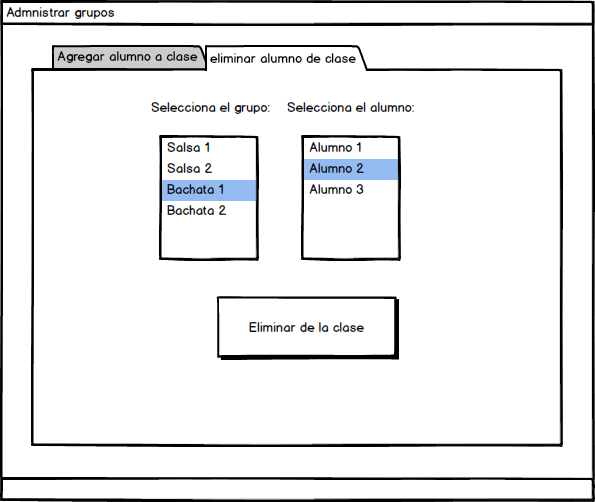 Admnistrar grupos
Agregar alumno a clase
eliminar alumno de clase
Selecciona el grupo:
Selecciona el alumno:
Salsa 1
Salsa 2
Bachata 1
Bachata 2
Alumno 1
Alumno 2
Alumno 3
Eliminar de la clase